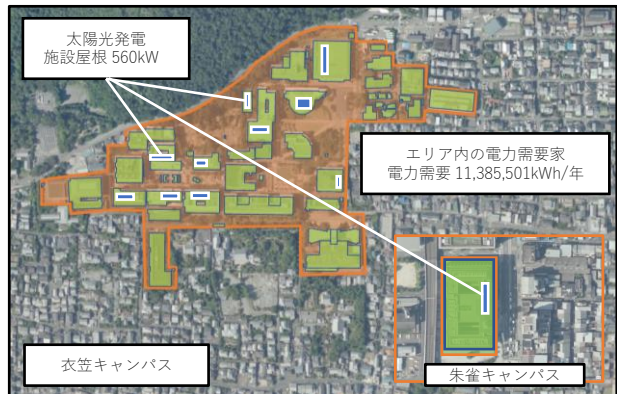 太陽光発電
施設屋根 560kW
エリア内の電力需要家
電力需要 11,385,501kWh/年
衣笠キャンパス
朱雀キャンパス